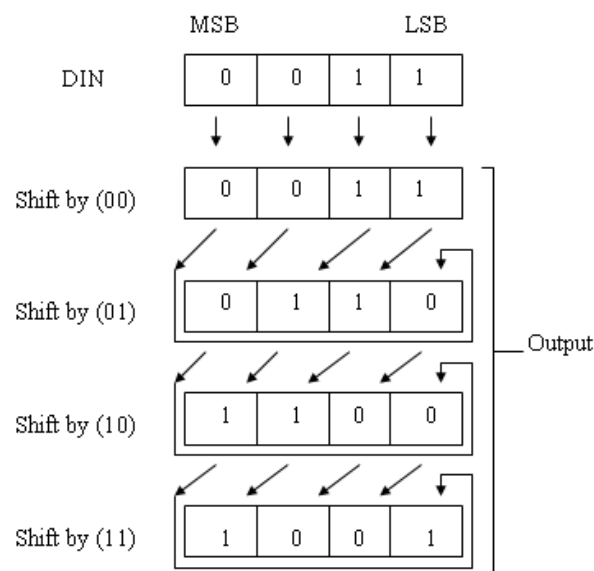 MSB LSB
DIN 0 0 1 1
Shift by (00) 0 0 1 1
Shift by (01) 0 1 1 0
Output
Shift by (10) 1 1 0 0
Shift by (11) 1 0 0 1